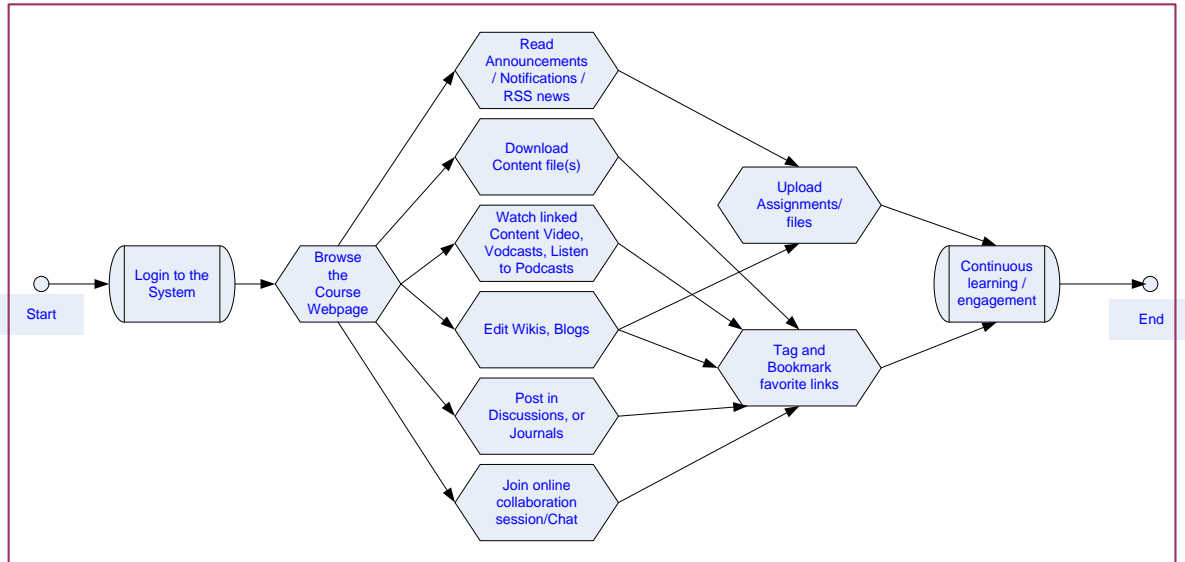 Start
Login to the
System
Browse
the
Course
Webpage
Read
Announcements
/ Notifications /
RSS news
Download
Content file(s)
Watch linked
Content Video,
Vodcasts, Listen
to Podcasts
Edit Wikis, Blogs
Post in
Discussions, or
Journals
Join online
collaboration
session/Chat
Upload
Assignments/
files
Tag and
Bookmark
favorite links
Continuous
learning /
engagement
End